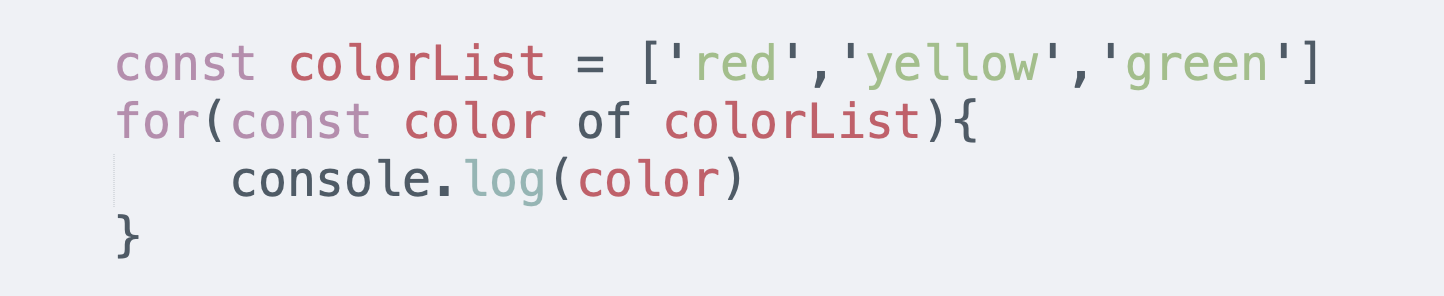 const colorList = ['red','yellow','green']
for(const color of colorList){
    console.log(color)
}